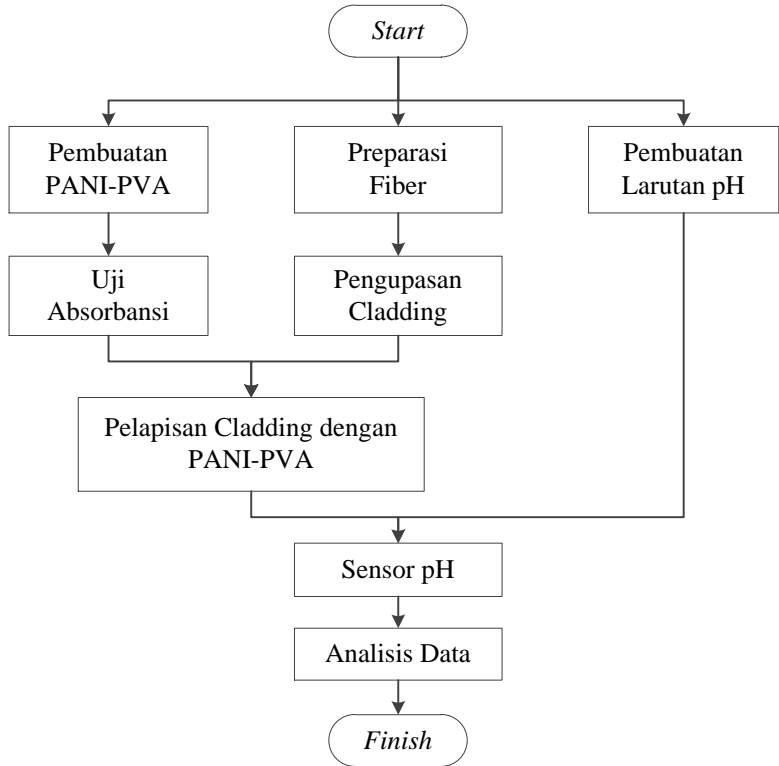 Start
Pembuatan
PANI-PVA
Preparasi
Fiber
Pembuatan
Larutan pH
Uji
Absorbansi
Pengupasan
Cladding
Pelapisan Cladding dengan
PANI-PVA
Sensor pH
Analisis Data
Finish